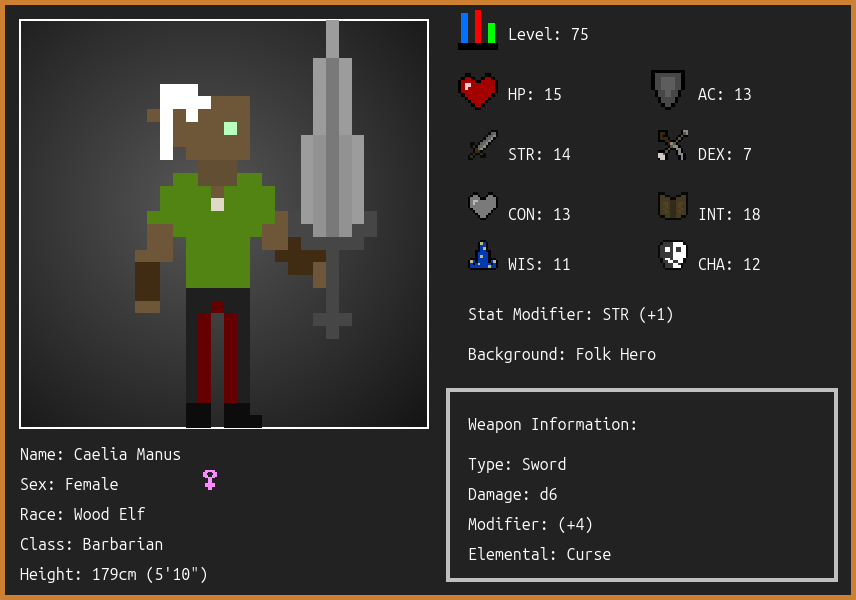 Level: 75
HP: 15
AC: 13
STR: 14
DEX: 7
CON: 13
INT: 18
WIS: 11
CHA: 12
Stat Modifier: STR (+1)
Background: Folk Hero
Weapon Information:
Type: Sword
Damage: d6
Modifier: (+4)
Elemental: Curse
Name: Caelia Manus
Sex: Female
Race: Wood Elf
Class: Barbarian
Height: 179cm (5'10")